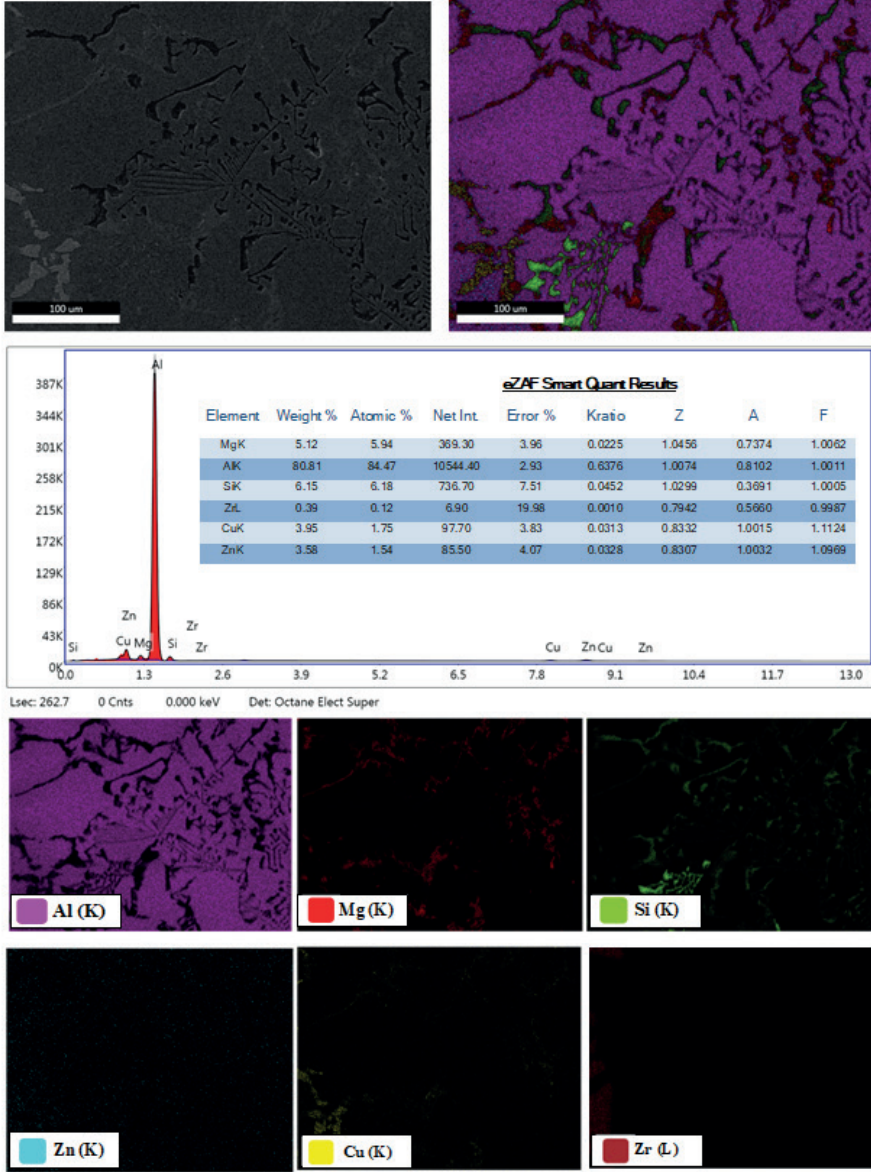 100 um
100 um
eZAF Smart Quant Results
Element Weight % Atomic % Net Int. Error % Kratio Z A F
MgK 5.12 5.94 369.30 3.96 0.0225 1.0456 0.7374 1.0062
AlK 80.81 84.47 10544.40 2.93 0.6376 1.0074 0.8102 1.0011
SiK 6.15 6.18 736.70 7.51 0.0452 1.0299 0.3691 1.0005
ZrL 0.39 0.12 6.90 19.98 0.0010 0.7942 0.5660 0.9987
CuK 3.95 1.75 97.70 3.83 0.0313 0.8332 1.0015 1.1124
ZnK 3.58 1.54 85.50 4.07 0.0328 0.8307 1.0032 1.0969
387K
344K
301K
258K
215K
172K
129K
86K
43K
0K
Al
Zn Zr
Si Cu Mg Si Zr Cu Zn Cu Zn
0.0 1.3 2.6 3.9 5.2 6.5 7.8 9.1 10.4 11.7 13.0
Lsec: 262.7 0 Cnts 0.000 keV Det: Octane Elect Super
Al (K) Mg (K) Si (K)
Zn (K) Cu (K) Zr (L)